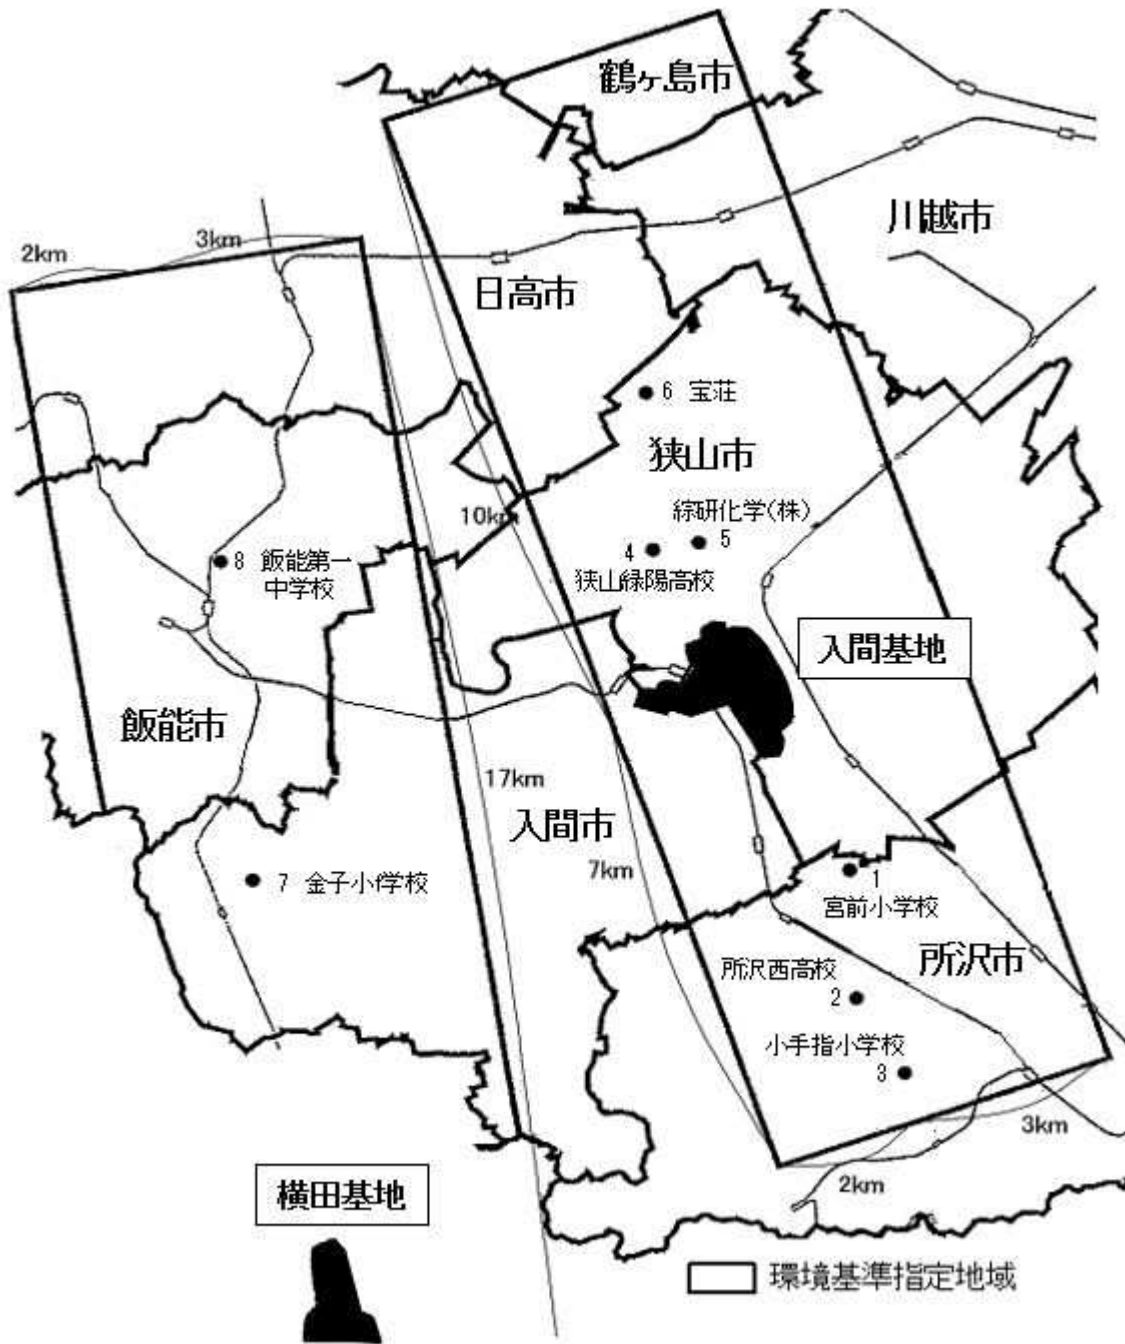 鶴ヶ島市
川越市
3km
2km
日高市
6 宝荘
狭山市
綜研化学(株)
10km
4
5
狭山緑陽高校
8 飯能第一
中学校
入間基地
飯能市
17km
入間市
7km
7 金子小学校
1
宮前小学校
所沢市
所沢西高校
2
小手指小学校
3
3km
2km
横田基地
環境基準指定地域